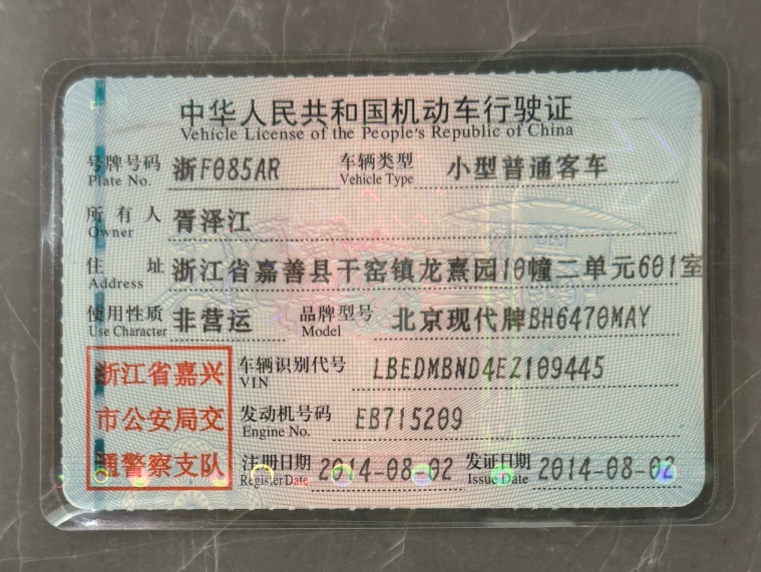 中华人民共和国机动车行驶证
Vehicle License of the People's Republic of China
号牌号码 浙F085AR 车辆类型 小型普通客车
Plate No. Vehicle Type
所有人 胥泽江
Owner
住址 浙江省嘉善县干窑镇龙熹园10幢二单元601室
Address
使用性质 非营运 品牌型号 北京现代牌BH6470MAY
Use Character Model
浙江省嘉兴
市公安局交
通警察支队
车辆识别代号 LBEDMBND4EZ109445
VIN
发动机号码 EB715209
Engine No.
注册日期 2014-08-02 发证日期 2014-08-02
Register Date Issue Date